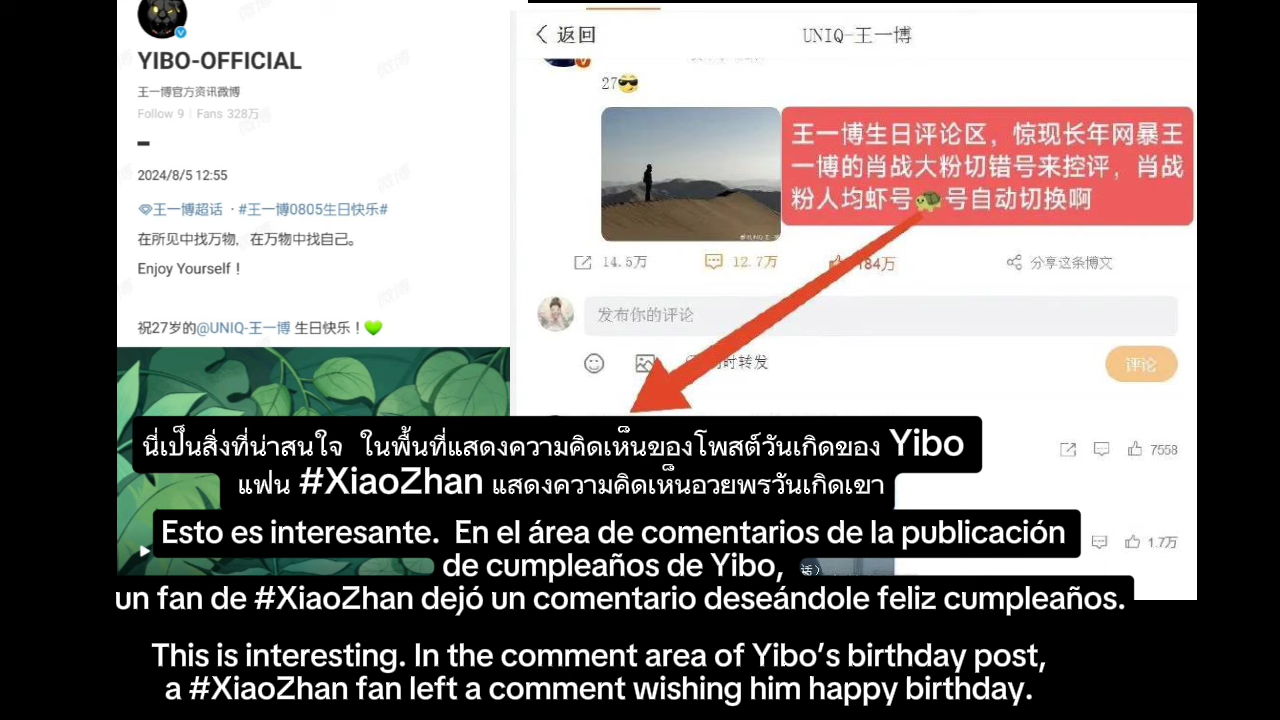 YIBO-OFFICIAL
王一博官方资讯微博
Follow 9 | Fans 328万
2024/8/5 12:55
王一博超话 · #王一博0805生日快乐#
在所见中找万物，在万物中找自己。
Enjoy Yourself！
祝27岁的@UNIQ-王一博 生日快乐！💚
返回
UNIQ-王一博
27😎
王一博生日评论区，惊现长年网暴王
一博的肖战大粉切错号来控评，肖战
粉人均虾号🐢号自动切换啊
14.5万
12.7万
184万
分享这条博文
发布你的评论
时转发
评论
7558
1.7万
นี่เป็นสิ่งที่น่าสนใจ ในพื้นที่แสดงความคิดเห็นของโพสต์วันเกิดของ Yibo
แฟน #XiaoZhan แสดงความคิดเห็นอวยพรวันเกิดเขา
Esto es interesante. En el área de comentarios de la publicación
de cumpleaños de Yibo,
un fan de #XiaoZhan dejó un comentario deseándole feliz cumpleaños.
This is interesting. In the comment area of Yibo’s birthday post,
a #XiaoZhan fan left a comment wishing him happy birthday.